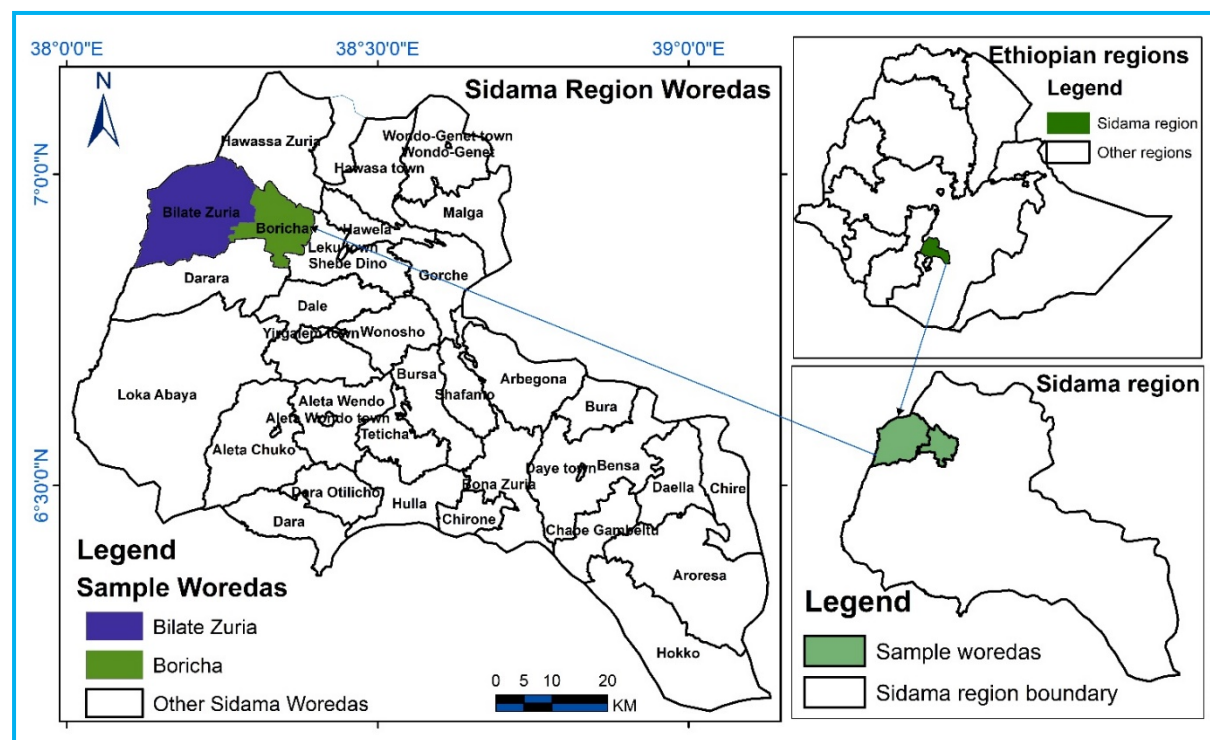 38°0'0"E
38°30'0"E
39°0'0"E
7°0'0"N
6°30'0"N
N
Sidama Region Woredas
Wondo-Genet town
Hawassa Zuria
Wondo-Genet
Hawasa town
Malga
Bilate Zuria
Boricha
Hawela
Leku town
Shebe Dino
Gorche
Darara
Dale
Yirgalem town
Wonosho
Loka Abaya
Bursa
Shafamo
Arbegona
Bura
Aleta Wendo
Aleta Wondo town
Teticha
Aleta Chuko
Daye town
Bensa
Bona Zuria
Daella
Chire
Dara Otilicho
Hulla
Dara
Chirone
Chabe Gambeltu
Aroresa
Hokko
Legend
Sample Woredas
Bilate Zuria
Boricha
Other Sidama Woredas
0 5 10 20
KM
Ethiopian regions
Legend
Sidama region
Other regions
Sidama region
Legend
Sample woredas
Sidama region boundary